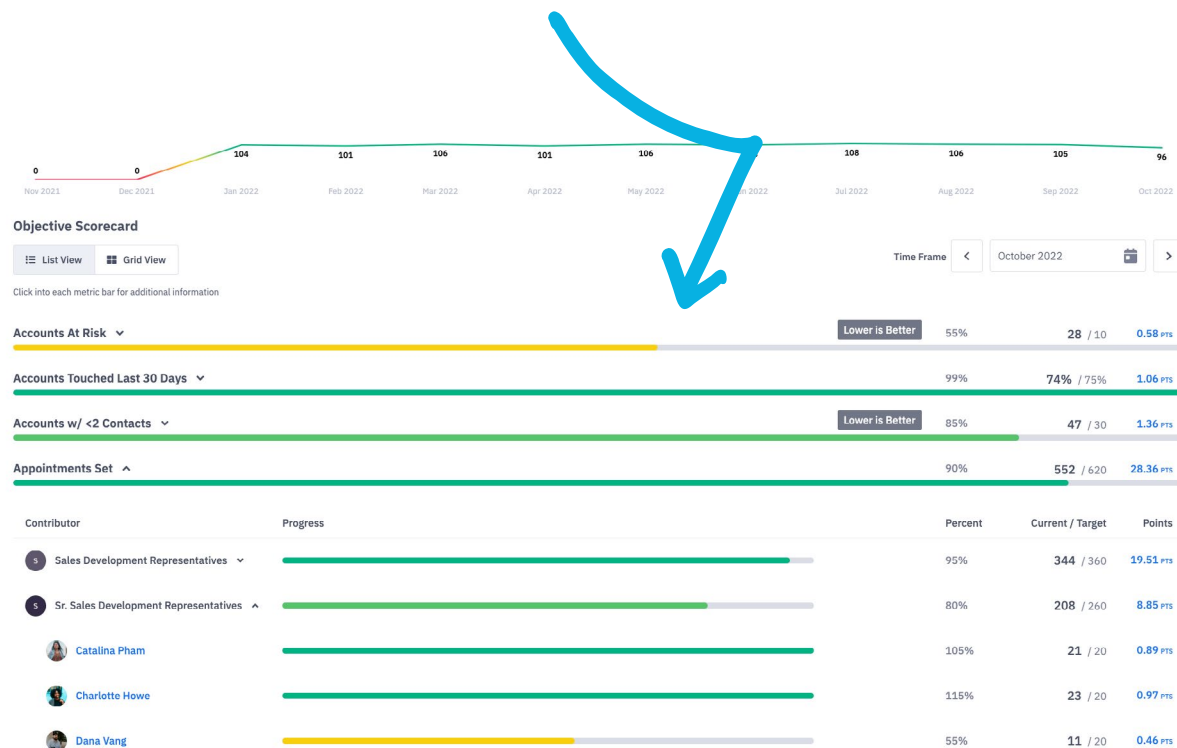 104 101 106 101 106 108 106 105 96
0 0
Nov 2021 Dec 2021 Jan 2022 Feb 2022 Mar 2022 Apr 2022 May 2022 2022 Jul 2022 Aug 2022 Sep 2022 Oct 2022
Objective Scorecard
List View Grid View Time Frame October 2022
Click into each metric bar for additional information
Accounts At Risk Lower is Better 55% 28 / 10 0.58 PTS
Accounts Touched Last 30 Days 99% 74% / 75% 1.06 PTS
Accounts w/ <2 Contacts Lower is Better 85% 47 / 30 1.36 PTS
Appointments Set 90% 552 / 620 28.36 PTS
Contributor Progress Percent Current / Target Points
S Sales Development Representatives 95% 344 / 360 19.51 PTS
S Sr. Sales Development Representatives 80% 208 / 260 8.85 PTS
Catalina Pham 105% 21 / 20 0.89 PTS
Charlotte Howe 115% 23 / 20 0.97 PTS
Dana Vang 55% 11 / 20 0.46 PTS